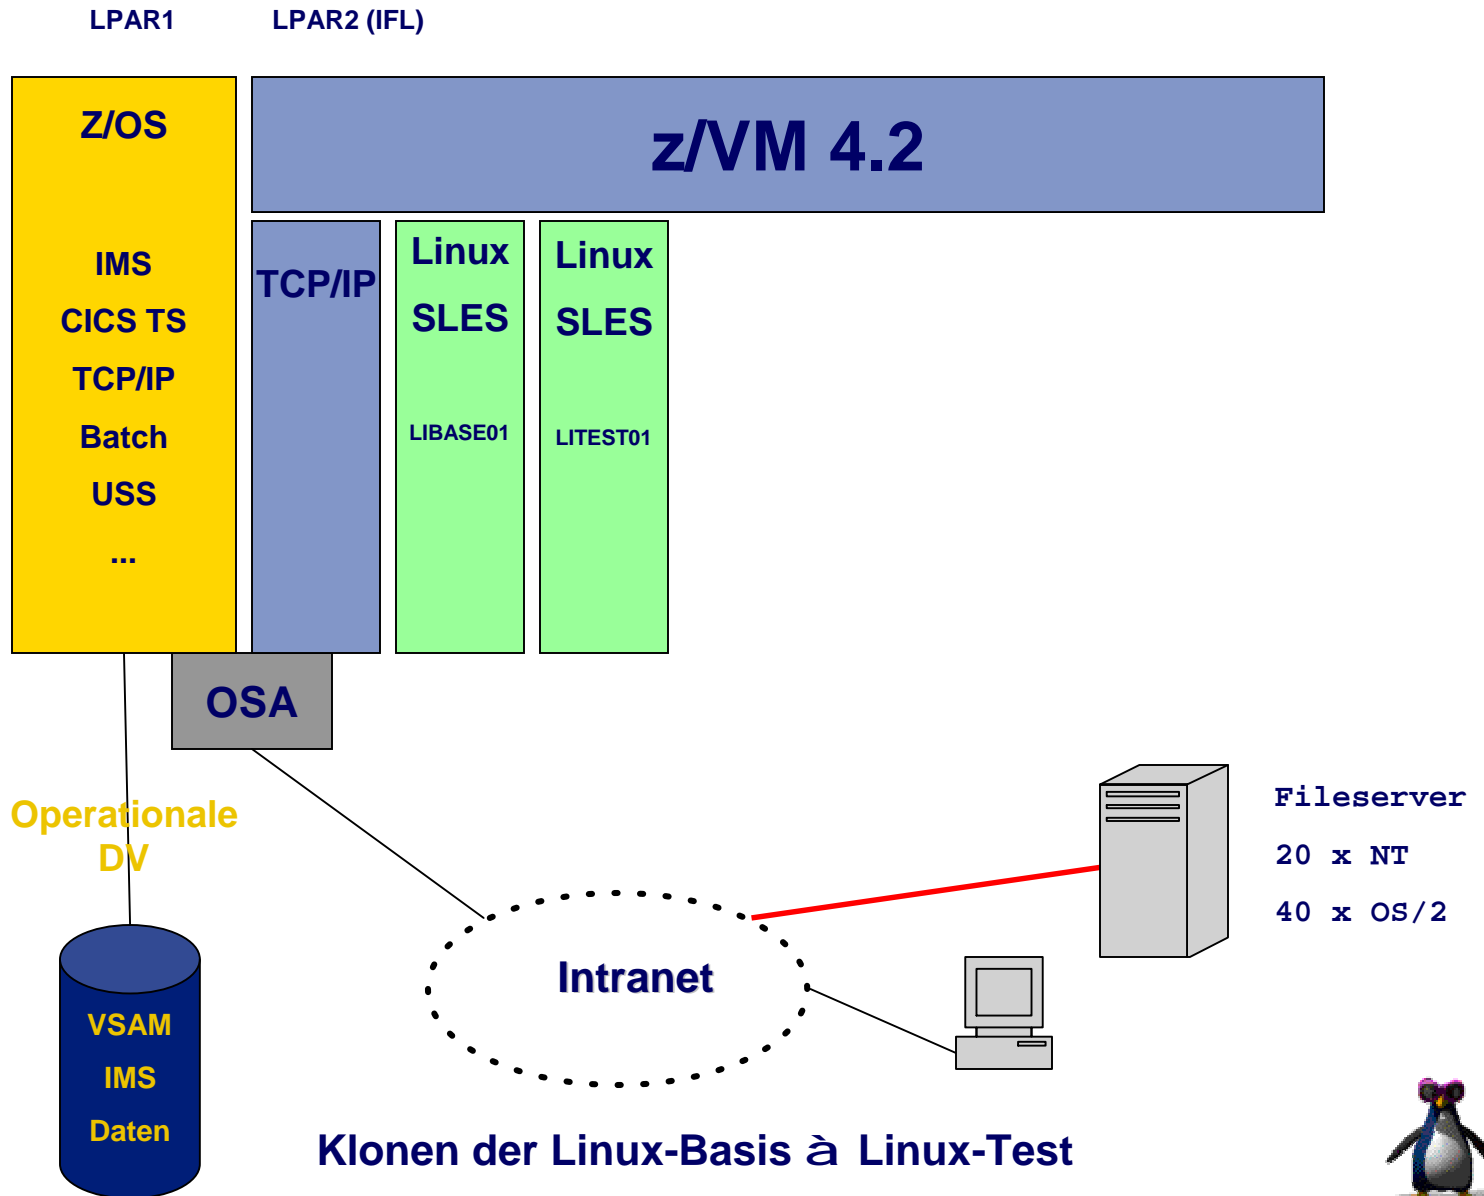 LPAR1
LPAR2 (IFL)
Z/OS
IMS
CICS TS
TCP/IP
Batch
USS
...
z/VM 4.2
TCP/IP
Linux
SLES
LIBASE01
Linux
SLES
LITEST01
OSA
Operationale
DV
VSAM
IMS
Daten
Intranet
Fileserver
20 x NT
40 x OS/2
Klonen der Linux-Basis à Linux-Test